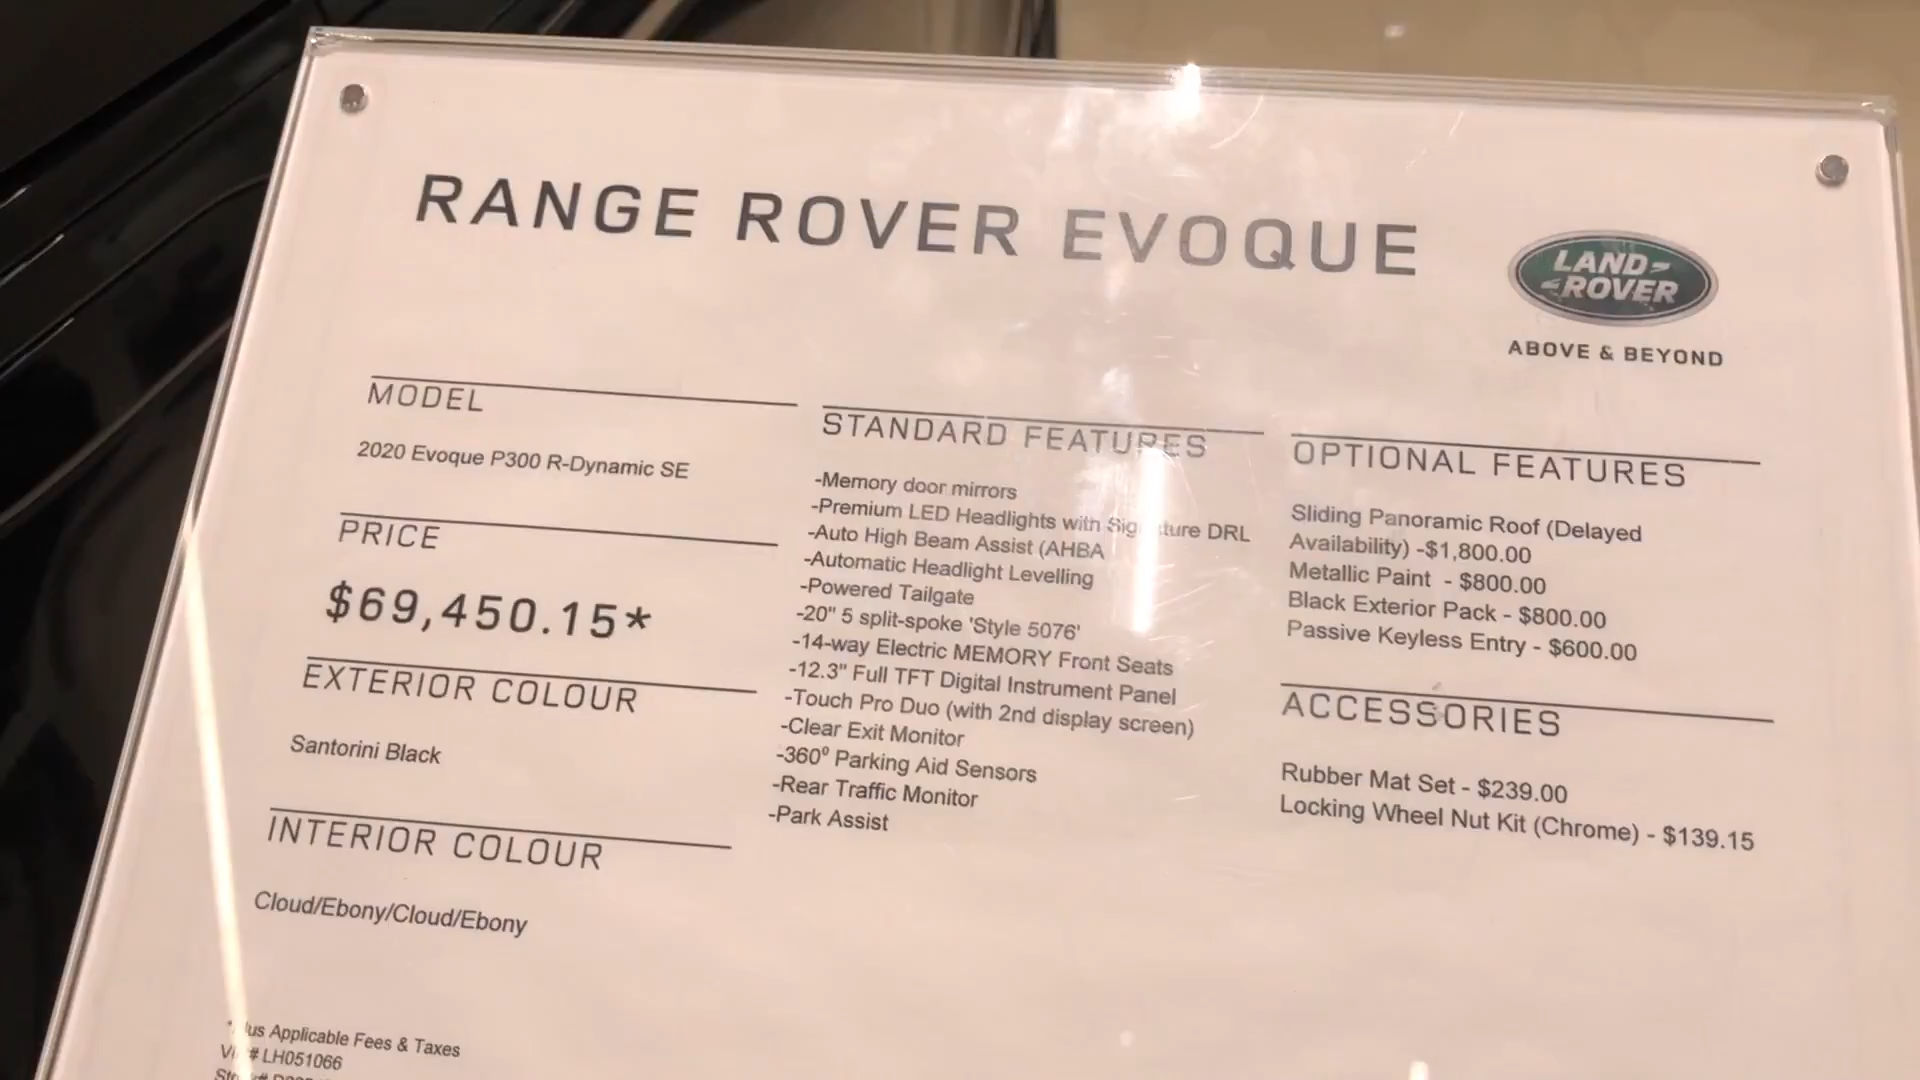 RANGE ROVER EVOQUE
LAND
ROVER
ABOVE & BEYOND
MODEL
2020 Evoque P300 R-Dynamic SE
PRICE
$69,450.15*
EXTERIOR COLOUR
Santorini Black
INTERIOR COLOUR
Cloud/Ebony/Cloud/Ebony
STANDARD FEATURES
-Memory door mirrors
-Premium LED Headlights with DRL
-Auto High Beam Assist (AHBA
-Automatic Headlight Levelling
-Powered Tailgate
-20" 5 split-spoke 'Style 5076'
-14-way Electric MEMORY Front Seats
-12.3" Full TFT Digital Instrument Panel
-Touch Pro Duo (with 2nd display screen)
-Clear Exit Monitor
-360⁰ Parking Aid Sensors
-Rear Traffic Monitor
-Park Assist
OPTIONAL FEATURES
Sliding Panoramic Roof (Delayed
Availability) -$1,800.00
Metallic Paint - $800.00
Black Exterior Pack - $800.00
Passive Keyless Entry - $600.00
ACCESSORIES
Rubber Mat Set - $239.00
Locking Wheel Nut Kit (Chrome) - $139.15
Applicable Fees & Taxes
LH051066